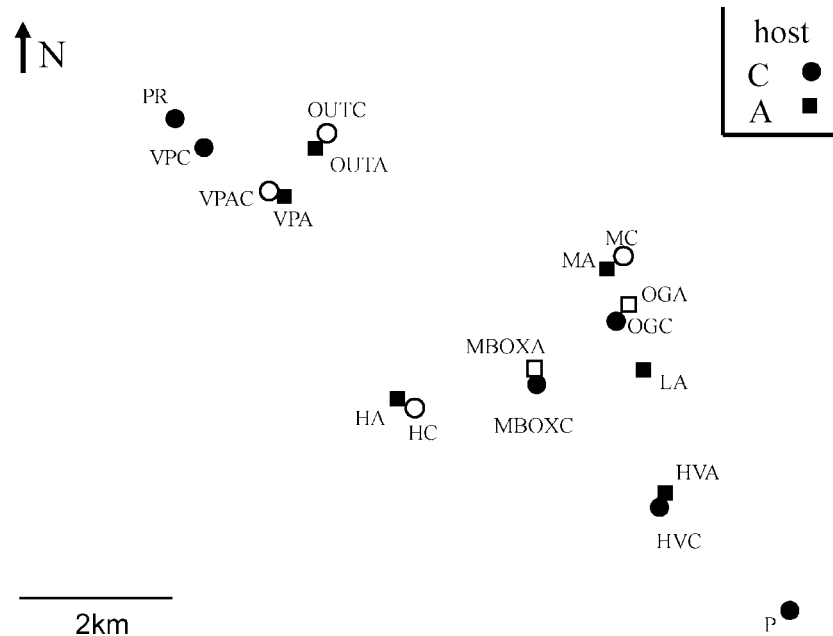 N
host
C
A
PR
OUTC
VPC
OUTA
VPAC
VPA
MC
MA
OGA
OGC
MBOXA
LA
HA
HC
MBOXC
HVA
HVC
2km
P